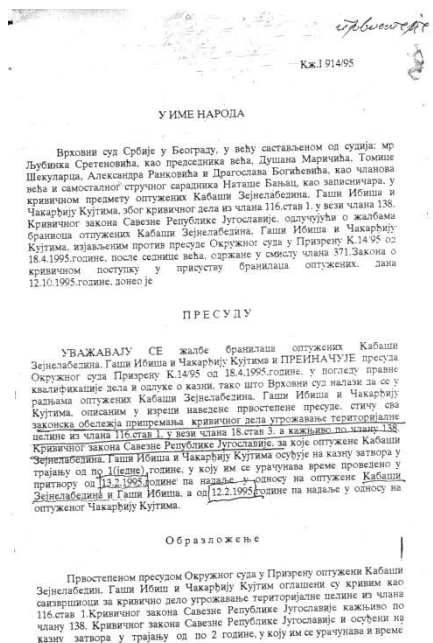 првостепе
Кж.I 914/95
У ИМЕ НАРОДА
Врховни суд Србије у Београду, у већу састављеном од судија: мр
Љубинка Сретеновића, као председника већа, Душана Маричића, Томице
Шекуларца, Александра Ранковића и Драгослава Богићевића, као чланова
већа и самосталног стручног сарадника Наташе Бањац, као записничара, у
кривичном предмету оптужених Кабаши Зејнелабедина, Гаши Ибиша и
Чакарђију Кујтима, због кривичног дела из члана 116.став 1. у вези члана 138.
Кривичног закона Савезне Републике Југославије, одлучујући о жалбама
браниоца отпужених Кабаши Зејнелабедина, Гаши Ибиша и Чакарђију
Кујтима, изјављеним против пресуде Окружног суда у Призрену К.14/95 од
18.4.1995.године, после седнице већа, одржане у смислу члана 371.Закона о
кривичном поступку у присуству бранилаца оптужених. дана
12.10.1995.године, донео је
П Р Е С У Д У
УВАЖАВАЈУ СЕ жалбе бранилаца оптужених Кабаши
Зејнелабедина, Гаши Ибиша и Чакарђију Кујтима и ПРЕИНАЧУЈЕ пресуда
Окружног суда Призрену К.14/95 од 18.4.1995.године, у погледу правне
квалификације дела и одлуке о казни, тако што Врховни суд налази да се у
радњама оптужених Кабаши Зејнелабедина, Гаши Ибиша и Чакарђију
Кујтима, описаним у изреци наведене првостепене пресуде, стичу сва
законска обележја припремања кривичног дела угрожавање територијалне
целине из члана 116.став 1. у вези члана 18.став 3. а кажњиво по члану 138.
Кривичног закона Савезне Републике Југославије. за које оптужене Кабаши
Зејнелабедина, Гаши Ибиша и Чакарђију Кујтима осуђује на казну затвора у
трајању од по 1(једне) године, у коју им се урачунава време проведено у
притвору од 13.2.1995.године па надаље у односу на оптужене Кабаши
Зејнелабедина и Гаши Ибиша, а од 12.2.1995.године па надаље у односу на
оптуженог Чакарђију Кујтима.
О б р а з л о ж е њ е
Првостепеном пресудом Окружног суда у Призрену оптужени Кабаши
Зејнелабедин. Гаши Ибиш и Чакарђију Кујтим оглашени су кривим као
саизвршиоци за кривично дело угрожавање територијалне целине из члана
116.став 1.Кривичног закона Савезне Републике Југославије кажњиво по
члану 138. Кривичног закона Савезне Републике Југославије и осуђени на
казну затвора у трајању од по 2 године, у коју им се урачунава и време